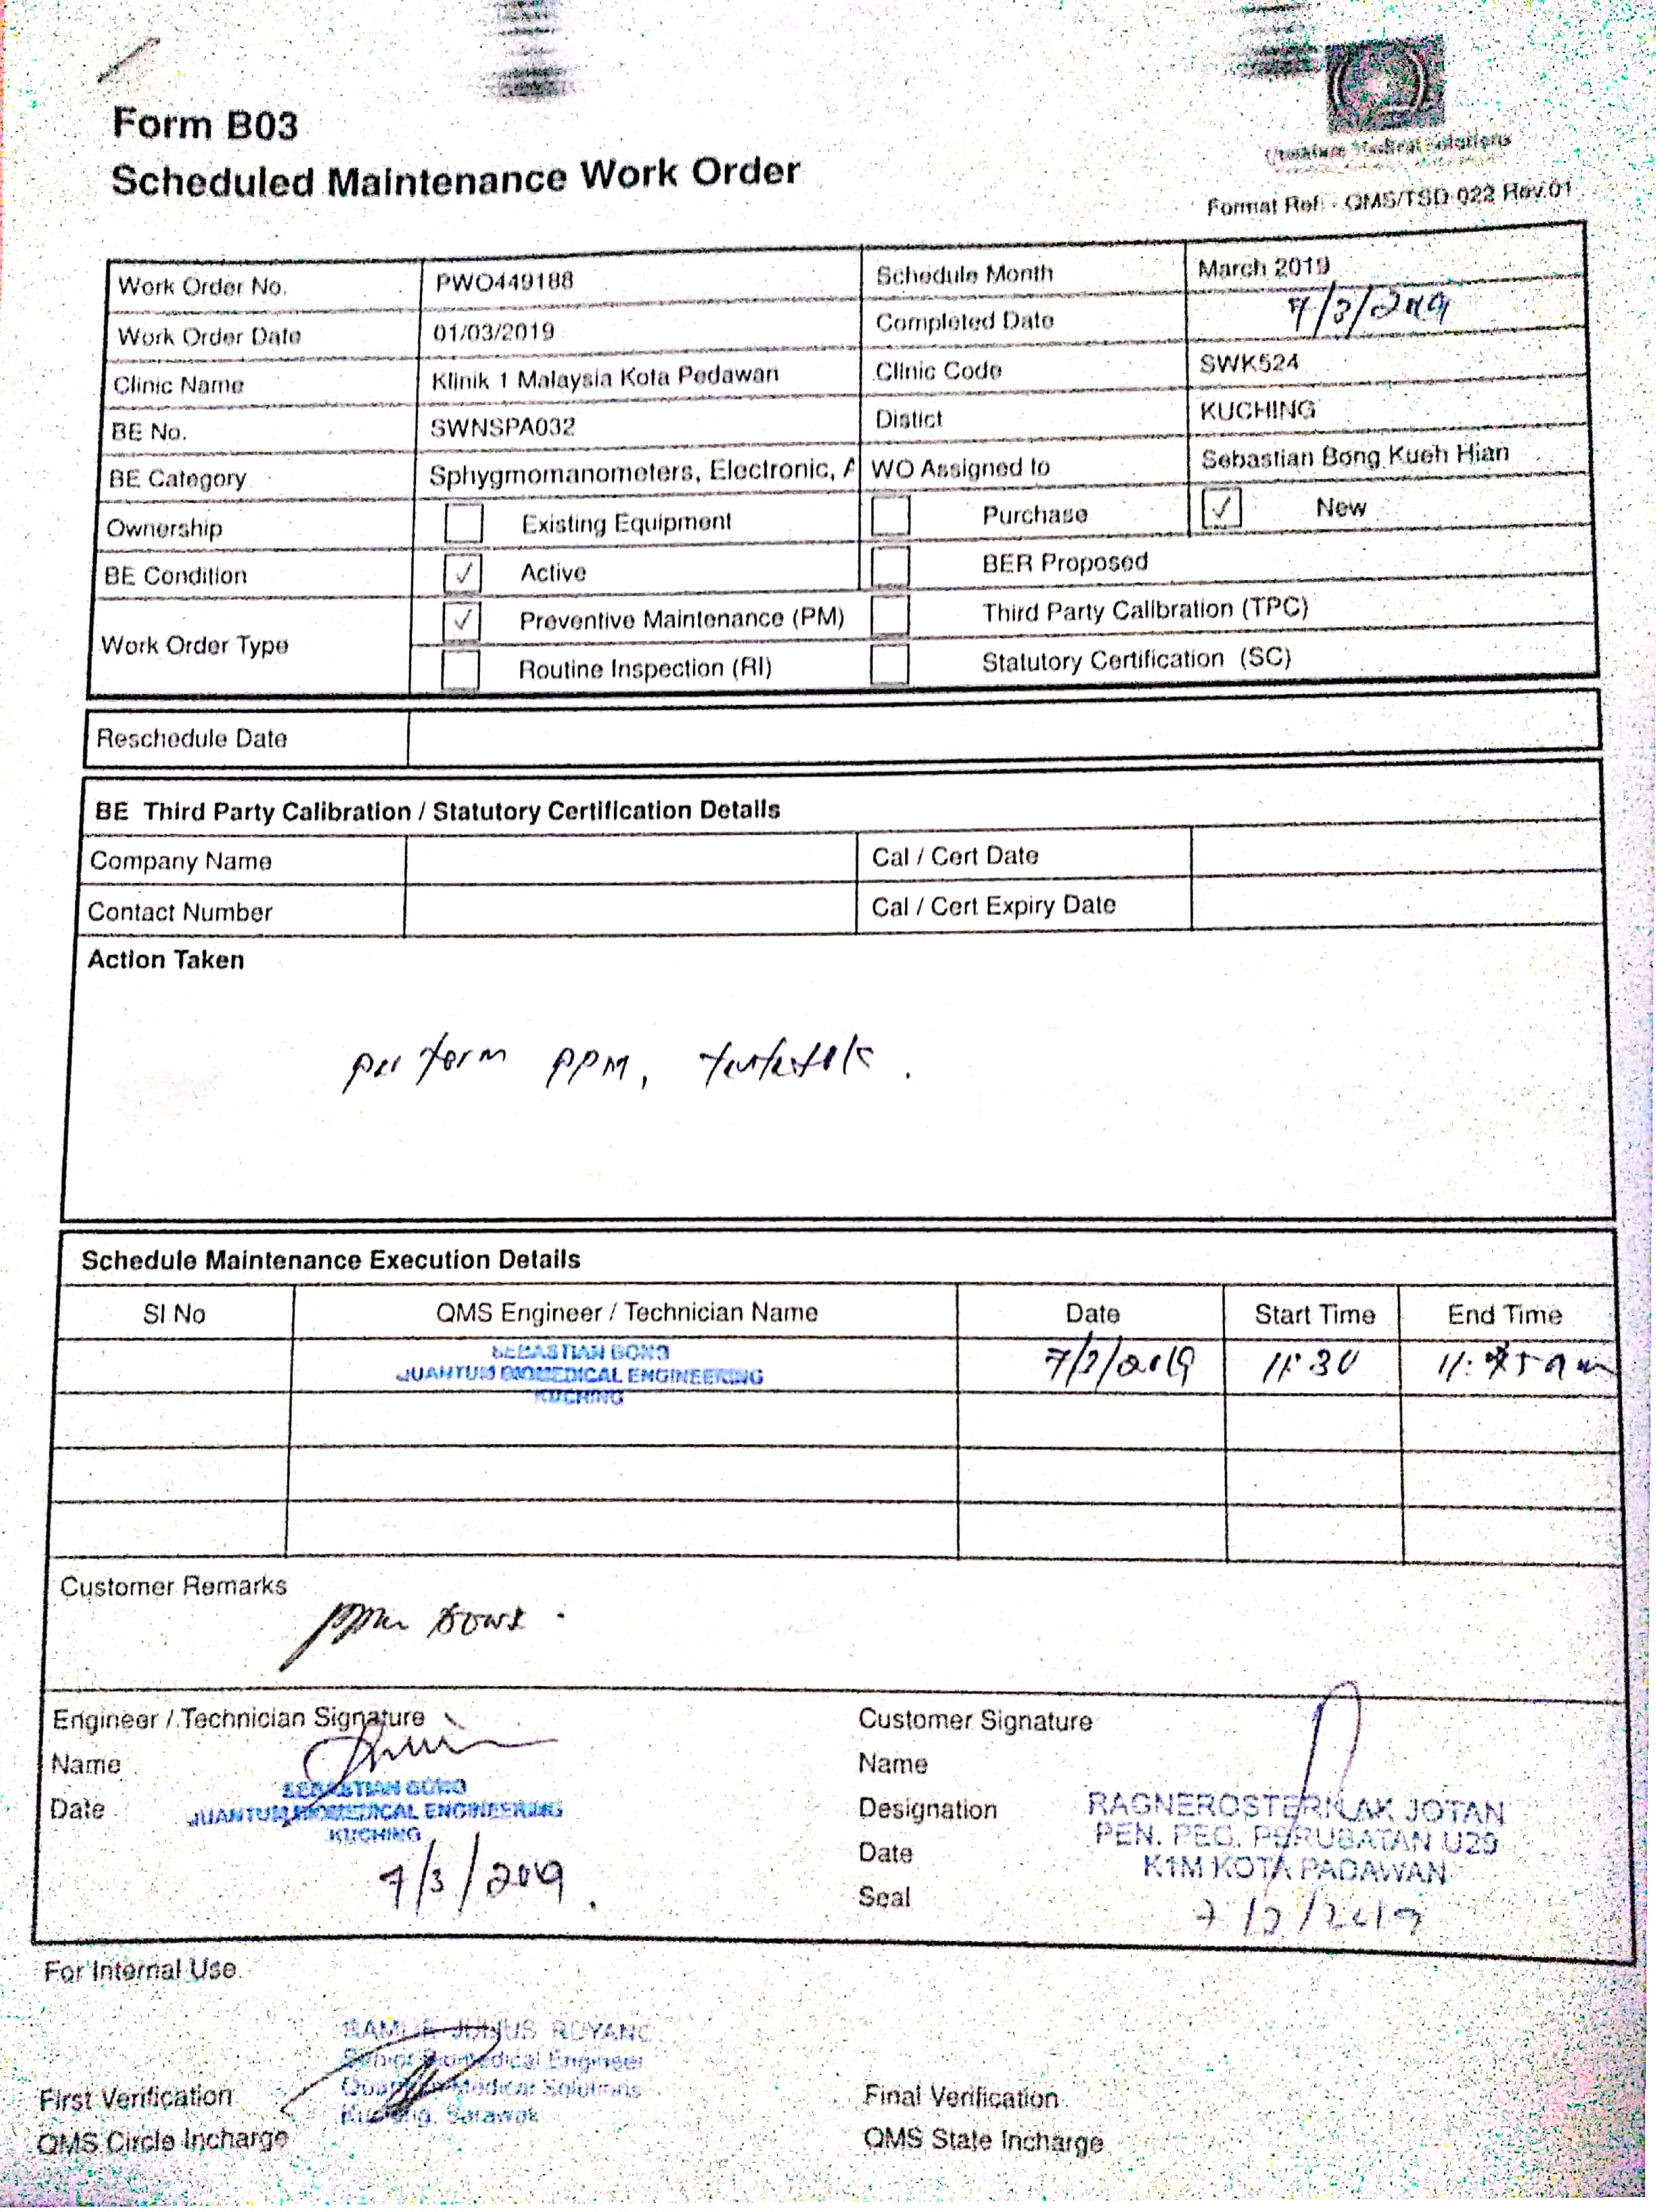 Form B03
Scheduled Maintenance Work Order
Quantum Medical Solutions
Format Ref: - QMS/TSD-022 Rev.01
Work Order No. PWO449188 Schedule Month March 2019
Work Order Date 01/03/2019 Completed Date 7/3/2019
Clinic Name Klinik 1 Malaysia Kota Pedawan Clinic Code SWK524
BE No. SWNSPA032 Distict KUCHING
BE Category Sphygmomanometers, Electronic, A WO Assigned to Sebastian Bong Kueh Hian
Ownership Existing Equipment Purchase ✓ New
BE Condition ✓ Active BER Proposed
Work Order Type ✓ Preventive Maintenance (PM) Third Party Calibration (TPC)
Routine Inspection (RI) Statutory Certification (SC)
Reschedule Date
BE Third Party Calibration / Statutory Certification Details
Company Name Cal / Cert Date
Contact Number Cal / Cert Expiry Date
Action Taken
perform ppm,
Schedule Maintenance Execution Details
SI No QMS Engineer / Technician Name Date Start Time End Time
SEBASTIAN BONG 7/3/2019 11:30
QUANTUM BIOMEDICAL ENGINEERING
KUCHING
Customer Remarks
ppm done.
Engineer / Technician Signature Customer Signature
Name Name
SEBASTIAN BONG
Date Designation RAGNEROSTERN AK JOTAN
QUANTUM BIOMEDICAL ENGINEERING PEN. PEG. PERUBATAN U29
KUCHING Date K1M KOTA PADAWAN
7/3/2019. Seal 7/3/2019
For Internal Use
JULIUS
Senior Biomedical Engineer
Quantum Medical Solutions
Kuching, Sarawak
First Verification Final Verification
QMS Circle Incharge QMS State Incharge